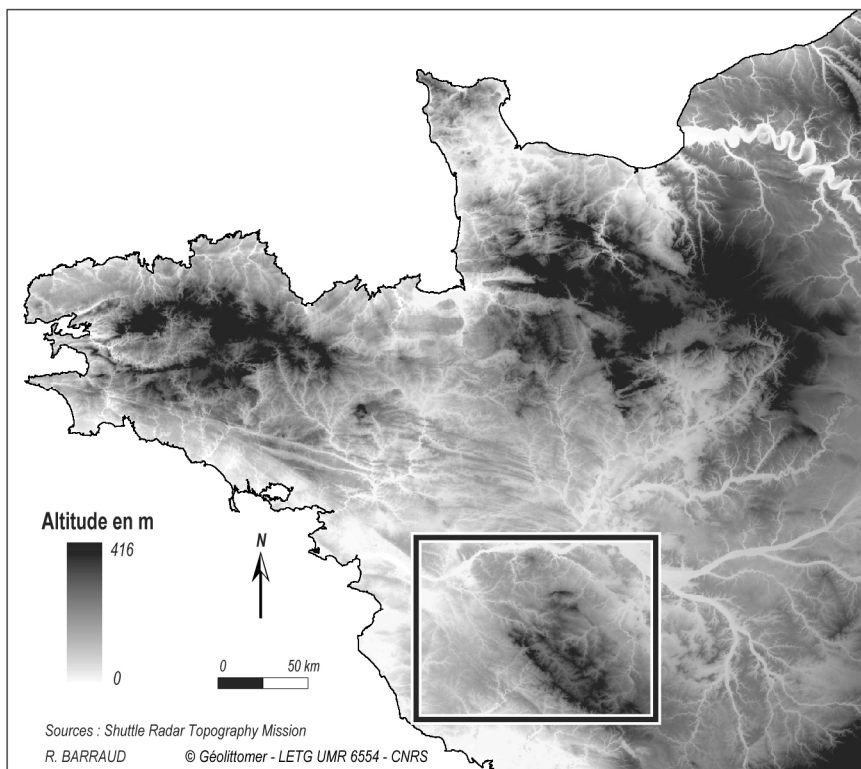 Altitude en m
416
0
N
0 50 km
Sources : Shuttle Radar Topography Mission
R. BARRAUD © Géolittomer - LETG UMR 6554 - CNRS